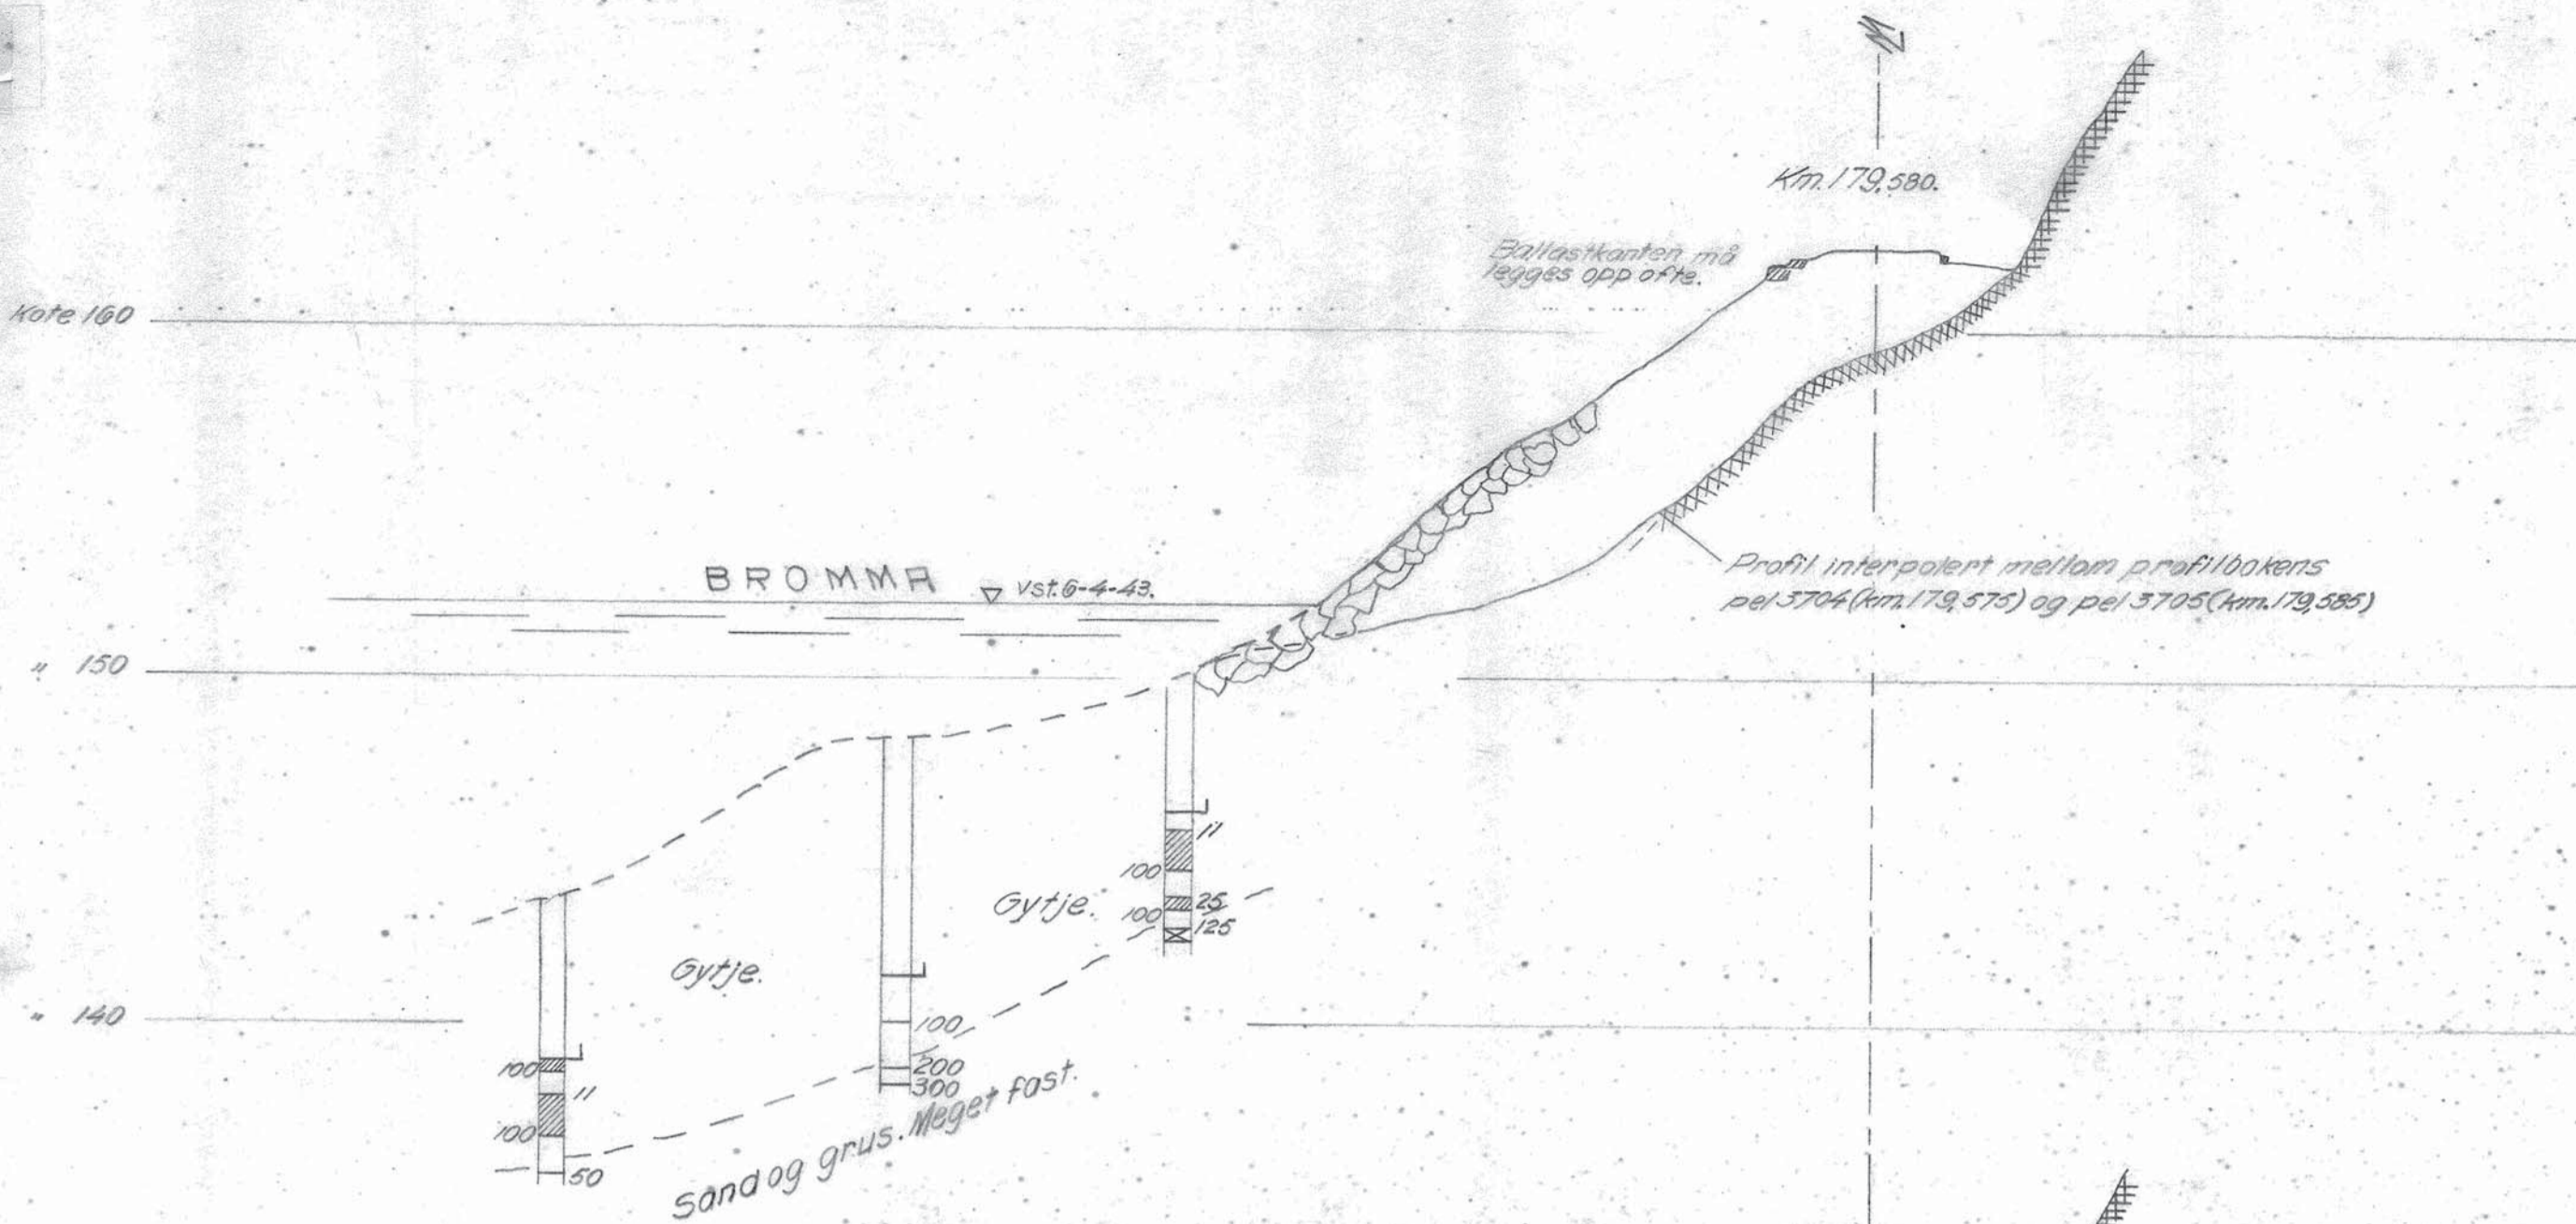 Km. 179,580.
Ballastkanten må
legges opp ofte.
Kote 160
BROMMA
vst. 6-4-43.
Profil interpolert mellom profilbokens
pel 3704 (km. 179,575) og pel 3705 (km. 179,585)
" 150
100
25
100
125
Gytje.
Gytje.
" 140
100
200
300
100
100
50
Sand og grus. Meget fast.